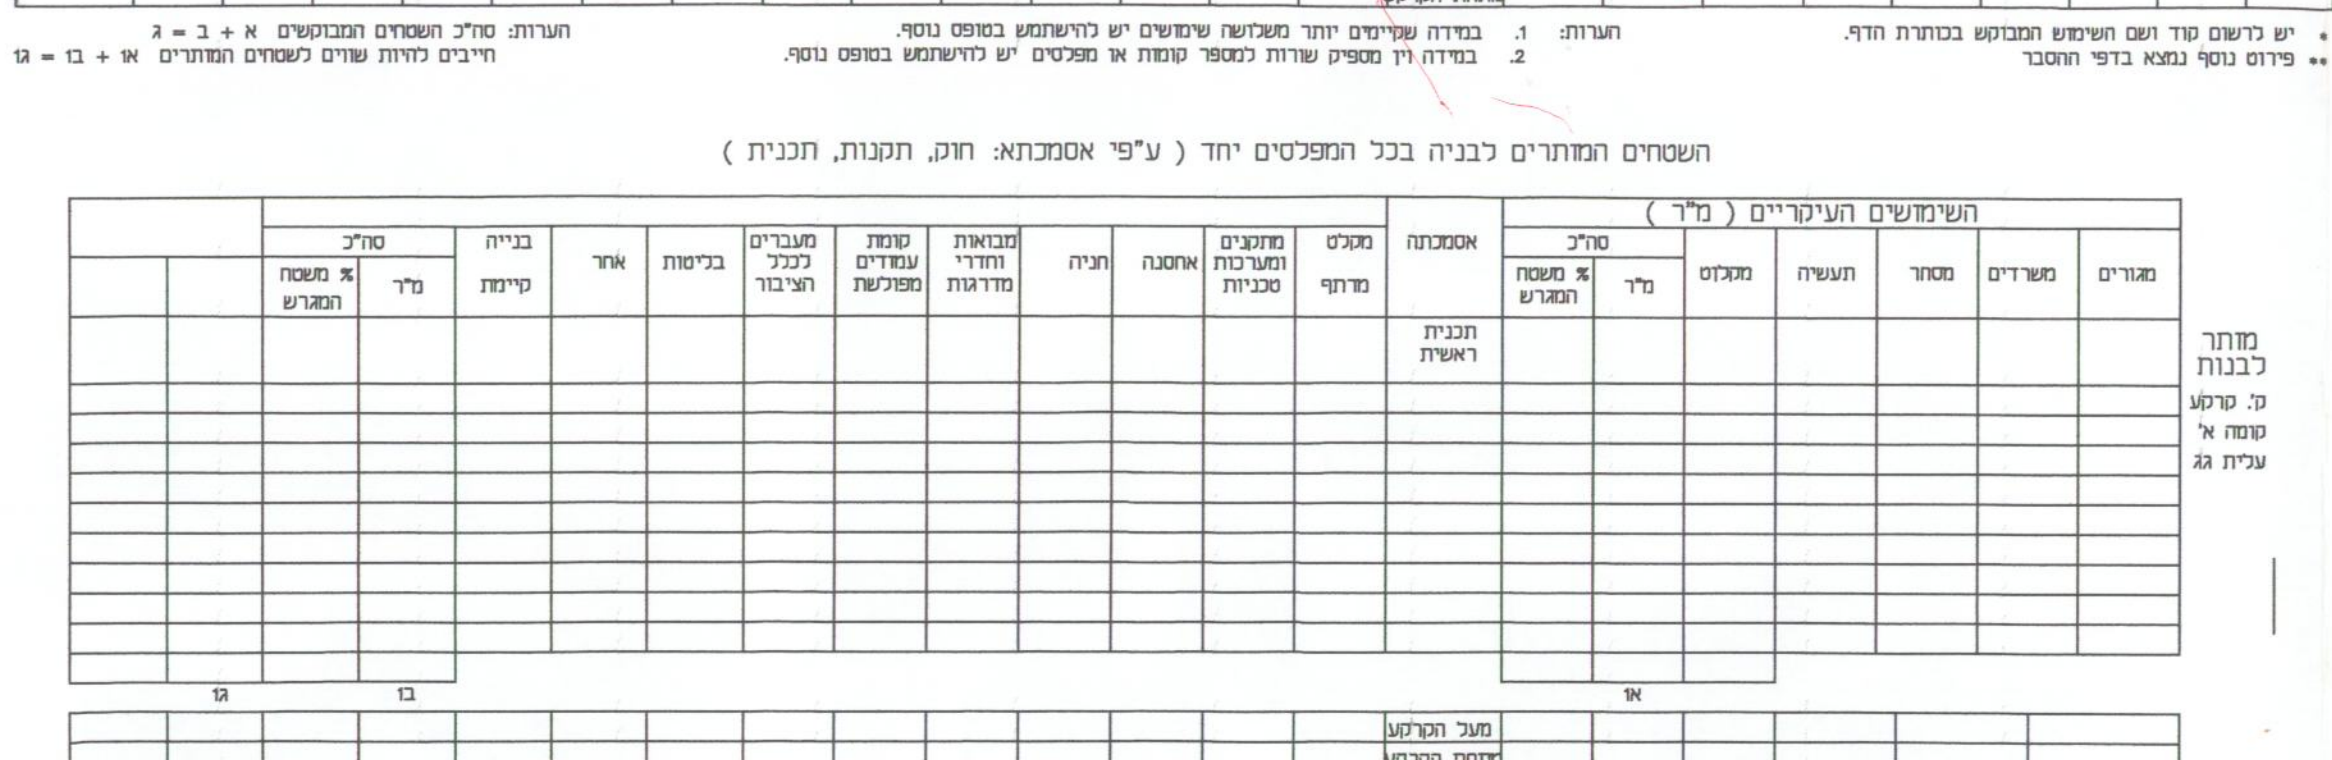 * יש לרשום קוד ושם השימוש המבוקש בכותרת הדף.
** פירוט נוסף נמצא בדפי ההסבר
הערות: 1. במידה שקיימים יותר משלושה שימושים יש להישתמש בטופס נוסף.
2. במידה וין מספיק שורות למספר קומות או מפלסים יש להישתמש בטופס נוסף.
הערות: סה"כ השטחים המבוקשים א + ב = ג
חייבים להיות שווים לשטחים המותרים א1 + ב1 = ג1
השטחים המותרים לבניה בכל המפלסים יחד ( ע"פי אסמכתא: חוק, תקנות, תכנית )
השימושים העיקריים ( מ"ר )
מגורים
משרדים
מסחר
תעשיה
מקלוט
סה"כ
מ"ר
% משטח
המגרש
אסמכתה
מקלט
מרתף
מתקנים
ומערכות
טכניות
אחסנה
חניה
מבואות
וחדרי
מדרגות
קומת
עמודים
מפולשת
מעברים
לכלל
הציבור
בליטות
אחר
בנייה
קיימת
סה"כ
מ"ר
% משטח
המגרש
מותר
לבנות
תכנית
ראשית
ק'. קרקע
קומה א'
עלית גג
א1
ב1
ג1
מעל הקרקע